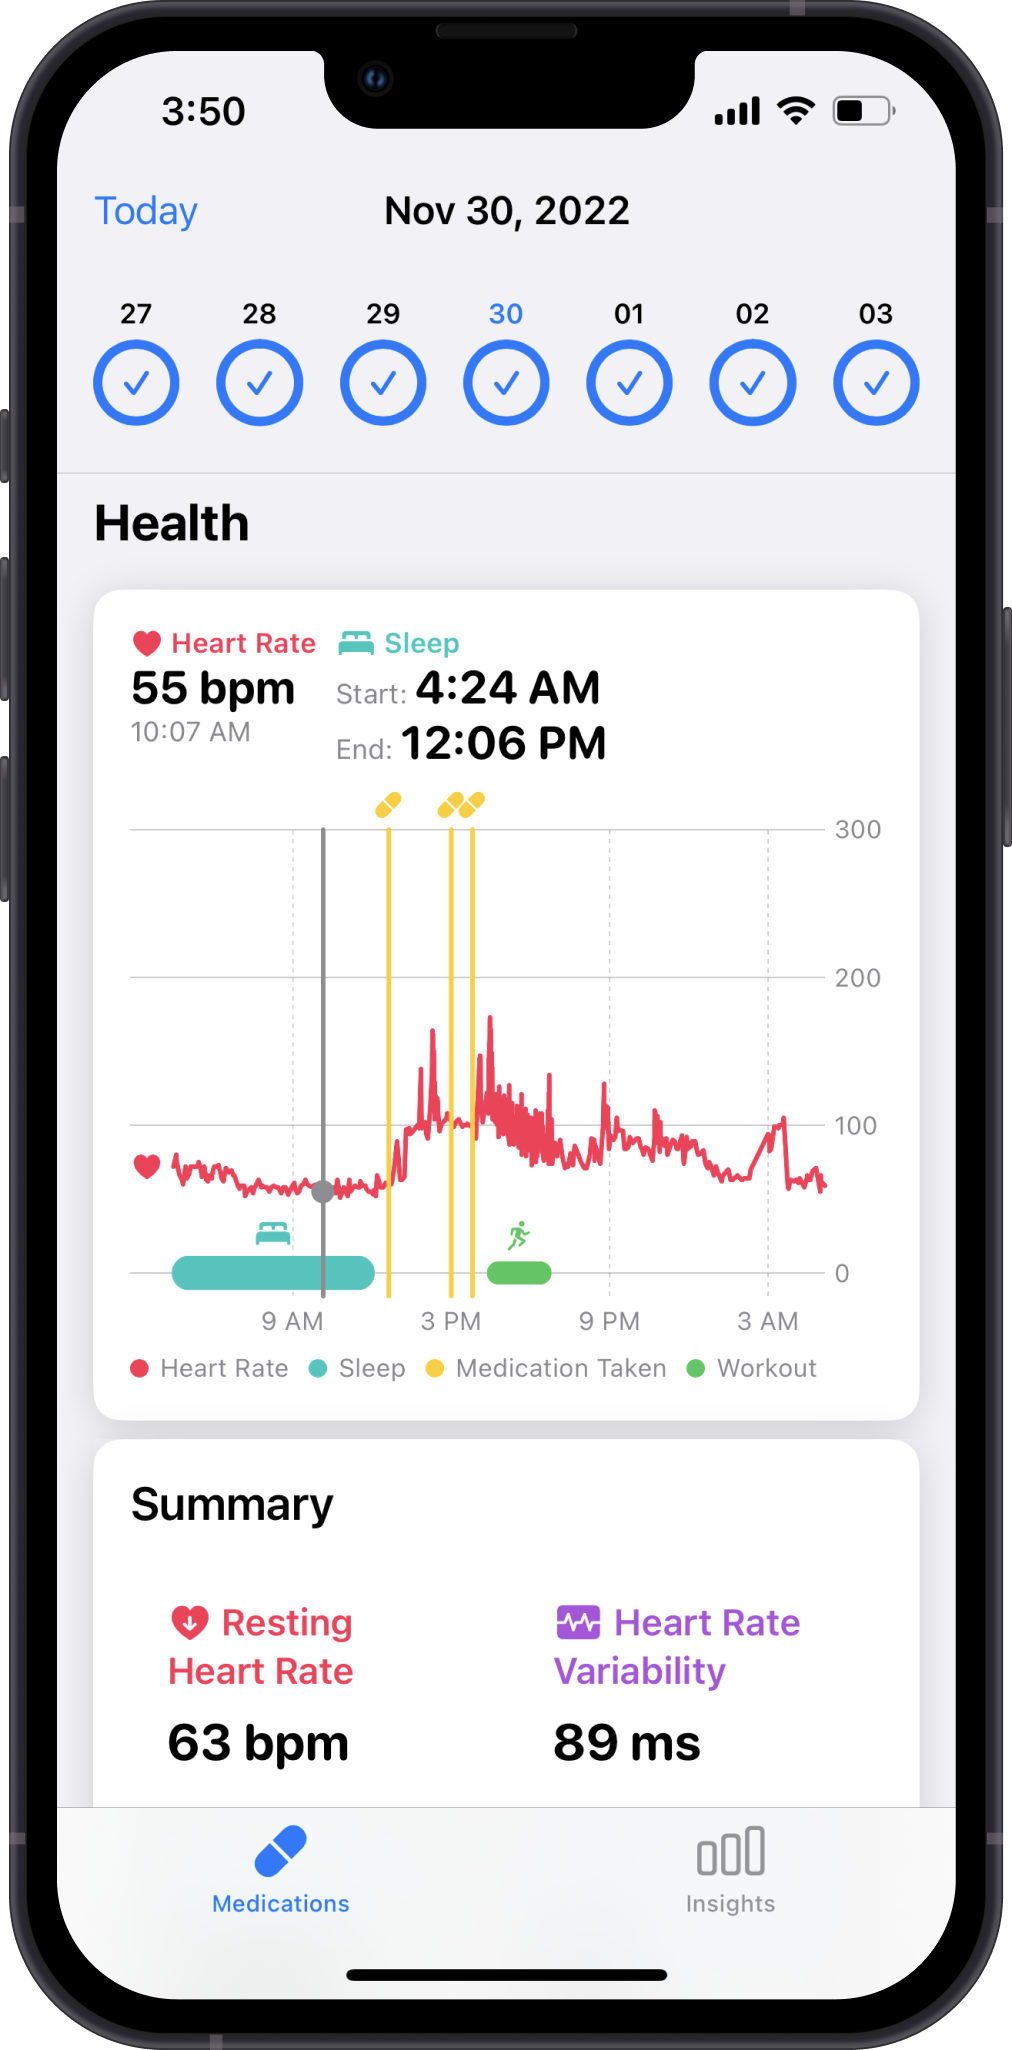 3:50
Today Nov 30, 2022
27 28 29 30 01 02 03
Health
Heart Rate Sleep
55 bpm Start: 4:24 AM
10:07 AM End: 12:06 PM
300
200
100
0
9 AM 3 PM 9 PM 3 AM
Heart Rate Sleep Medication Taken Workout
Summary
Resting
Heart Rate
63 bpm
Heart Rate
Variability
89 ms
Medications Insights